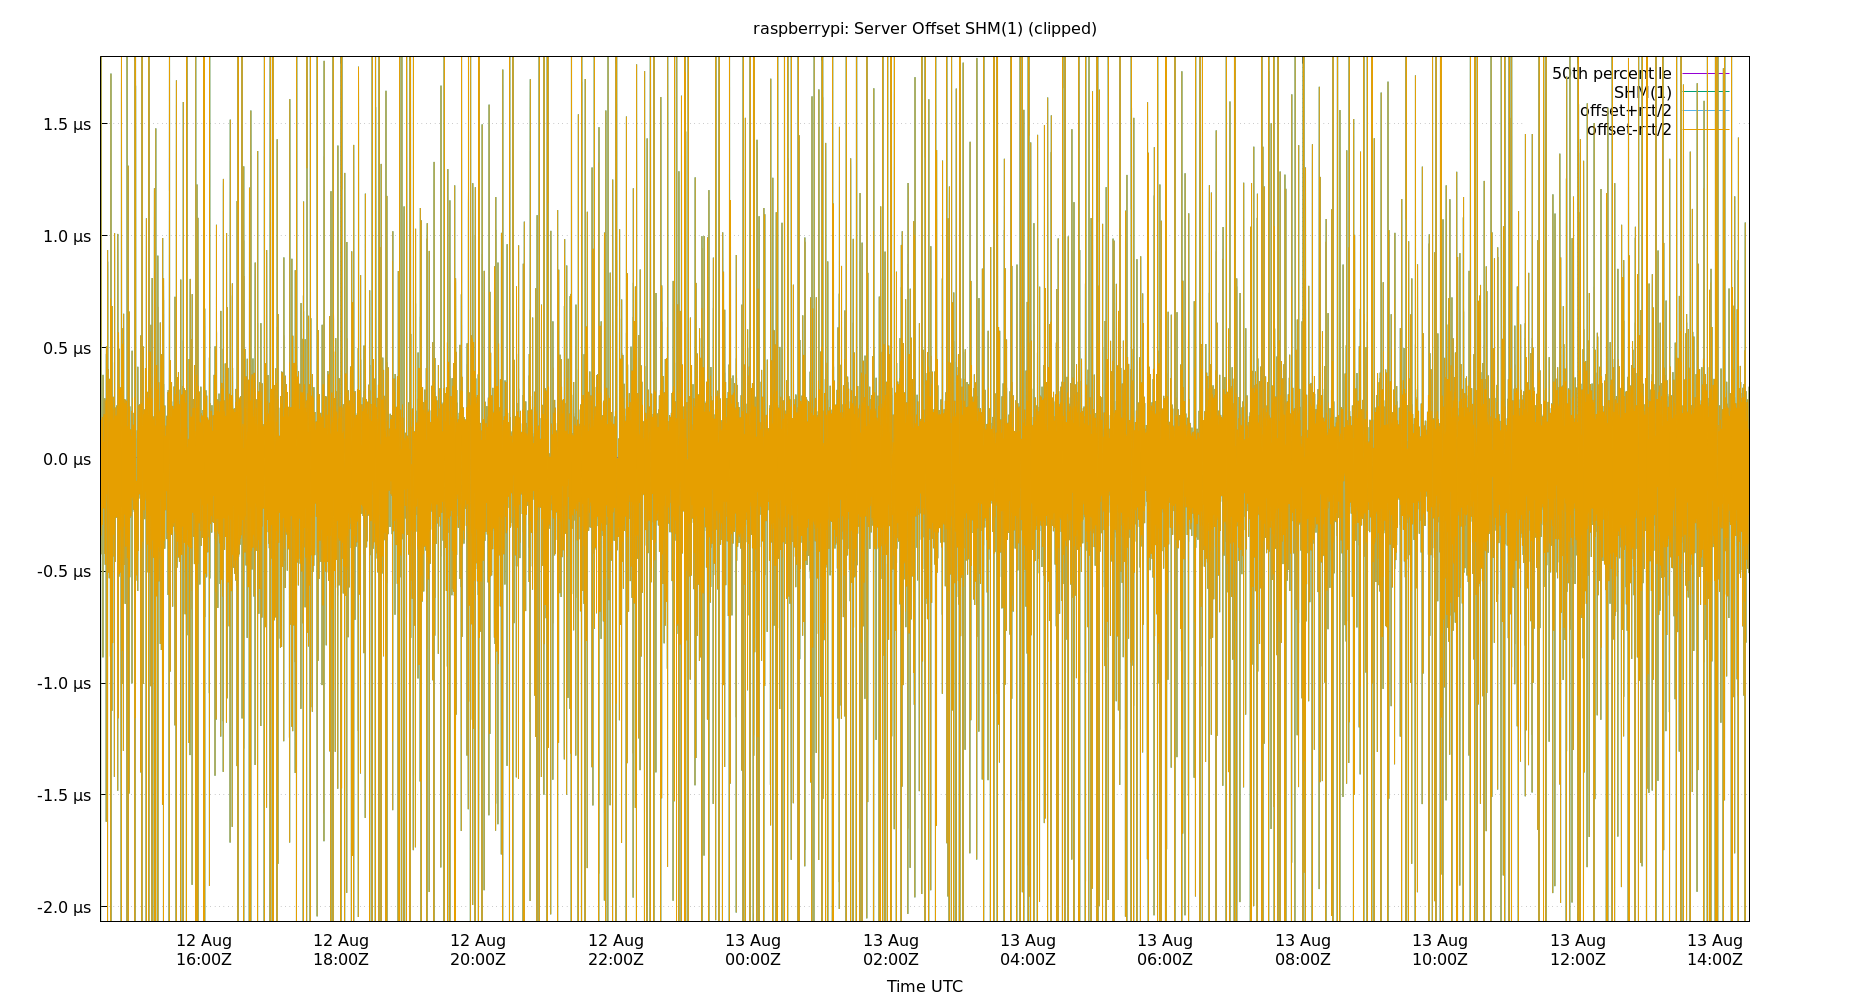 raspberrypi: Server Offset SHM(1) (clipped)
50th percentile
SHM(1)
offset+rtt/2
offset-rtt/2
1.5 µs
1.0 µs
0.5 µs
0.0 µs
-0.5 µs
-1.0 µs
-1.5 µs
-2.0 µs
12 Aug 12 Aug 12 Aug 12 Aug 13 Aug 13 Aug 13 Aug 13 Aug 13 Aug 13 Aug 13 Aug 13 Aug
16:00Z 18:00Z 20:00Z 22:00Z 00:00Z 02:00Z 04:00Z 06:00Z 08:00Z 10:00Z 12:00Z 14:00Z
Time UTC